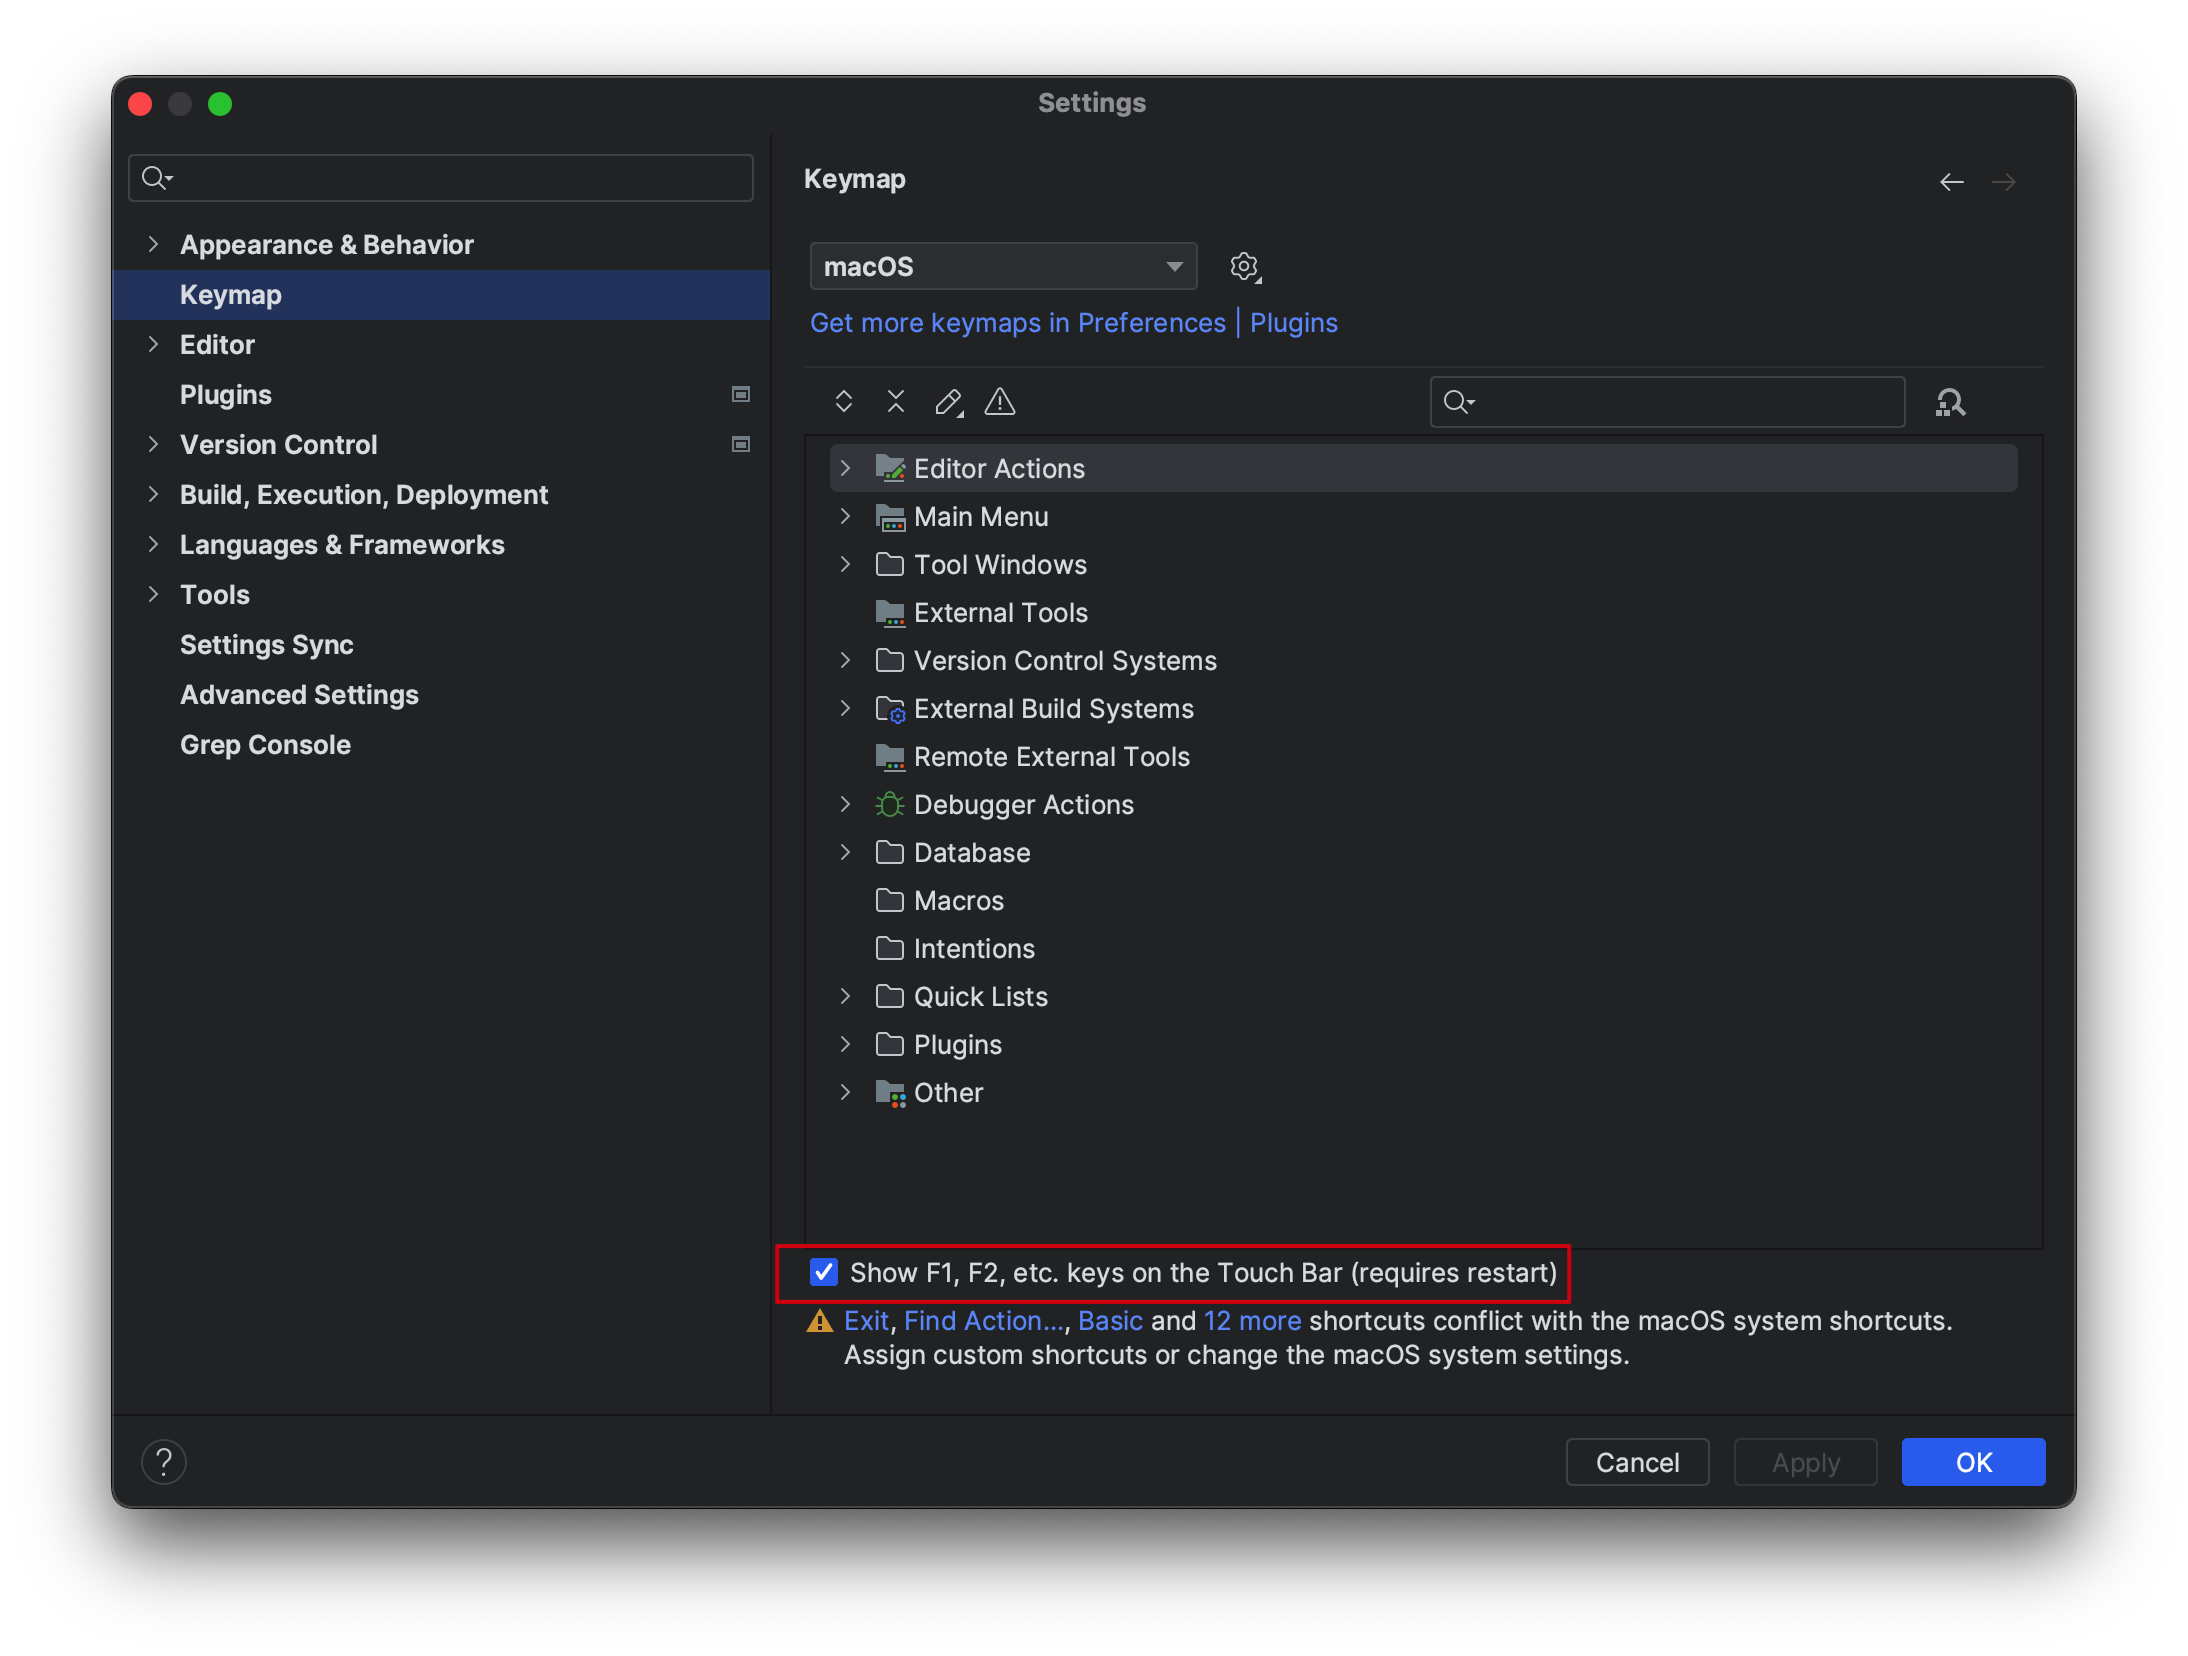 Settings
Appearance & Behavior
Keymap
Editor
Plugins
Version Control
Build, Execution, Deployment
Languages & Frameworks
Tools
Settings Sync
Advanced Settings
Grep Console
Keymap
macOS
Get more keymaps in Preferences | Plugins
Editor Actions
Main Menu
Tool Windows
External Tools
Version Control Systems
External Build Systems
Remote External Tools
Debugger Actions
Database
Macros
Intentions
Quick Lists
Plugins
Other
Show F1, F2, etc. keys on the Touch Bar (requires restart)
Exit, Find Action..., Basic and 12 more shortcuts conflict with the macOS system shortcuts.
Assign custom shortcuts or change the macOS system settings.
?
Cancel
Apply
OK